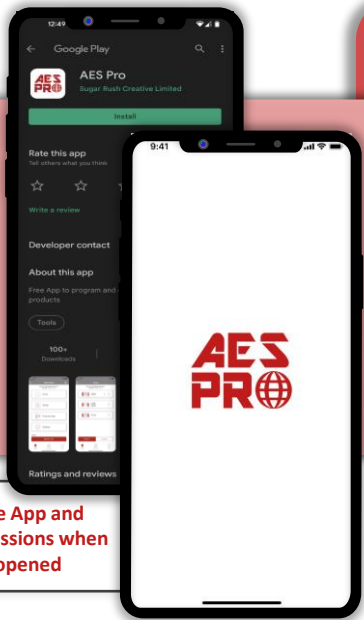 12:49
Google Play
AES PRO
AES Pro
Sugar Rush Creative Limited
Install
Rate this app
Tell others what you think
Write a review
Developer contact
About this app
Free App to program and
products
Tools
100+
Downloads
Ratings and reviews
9:41
AES
PRO
App and
ssions when
opened